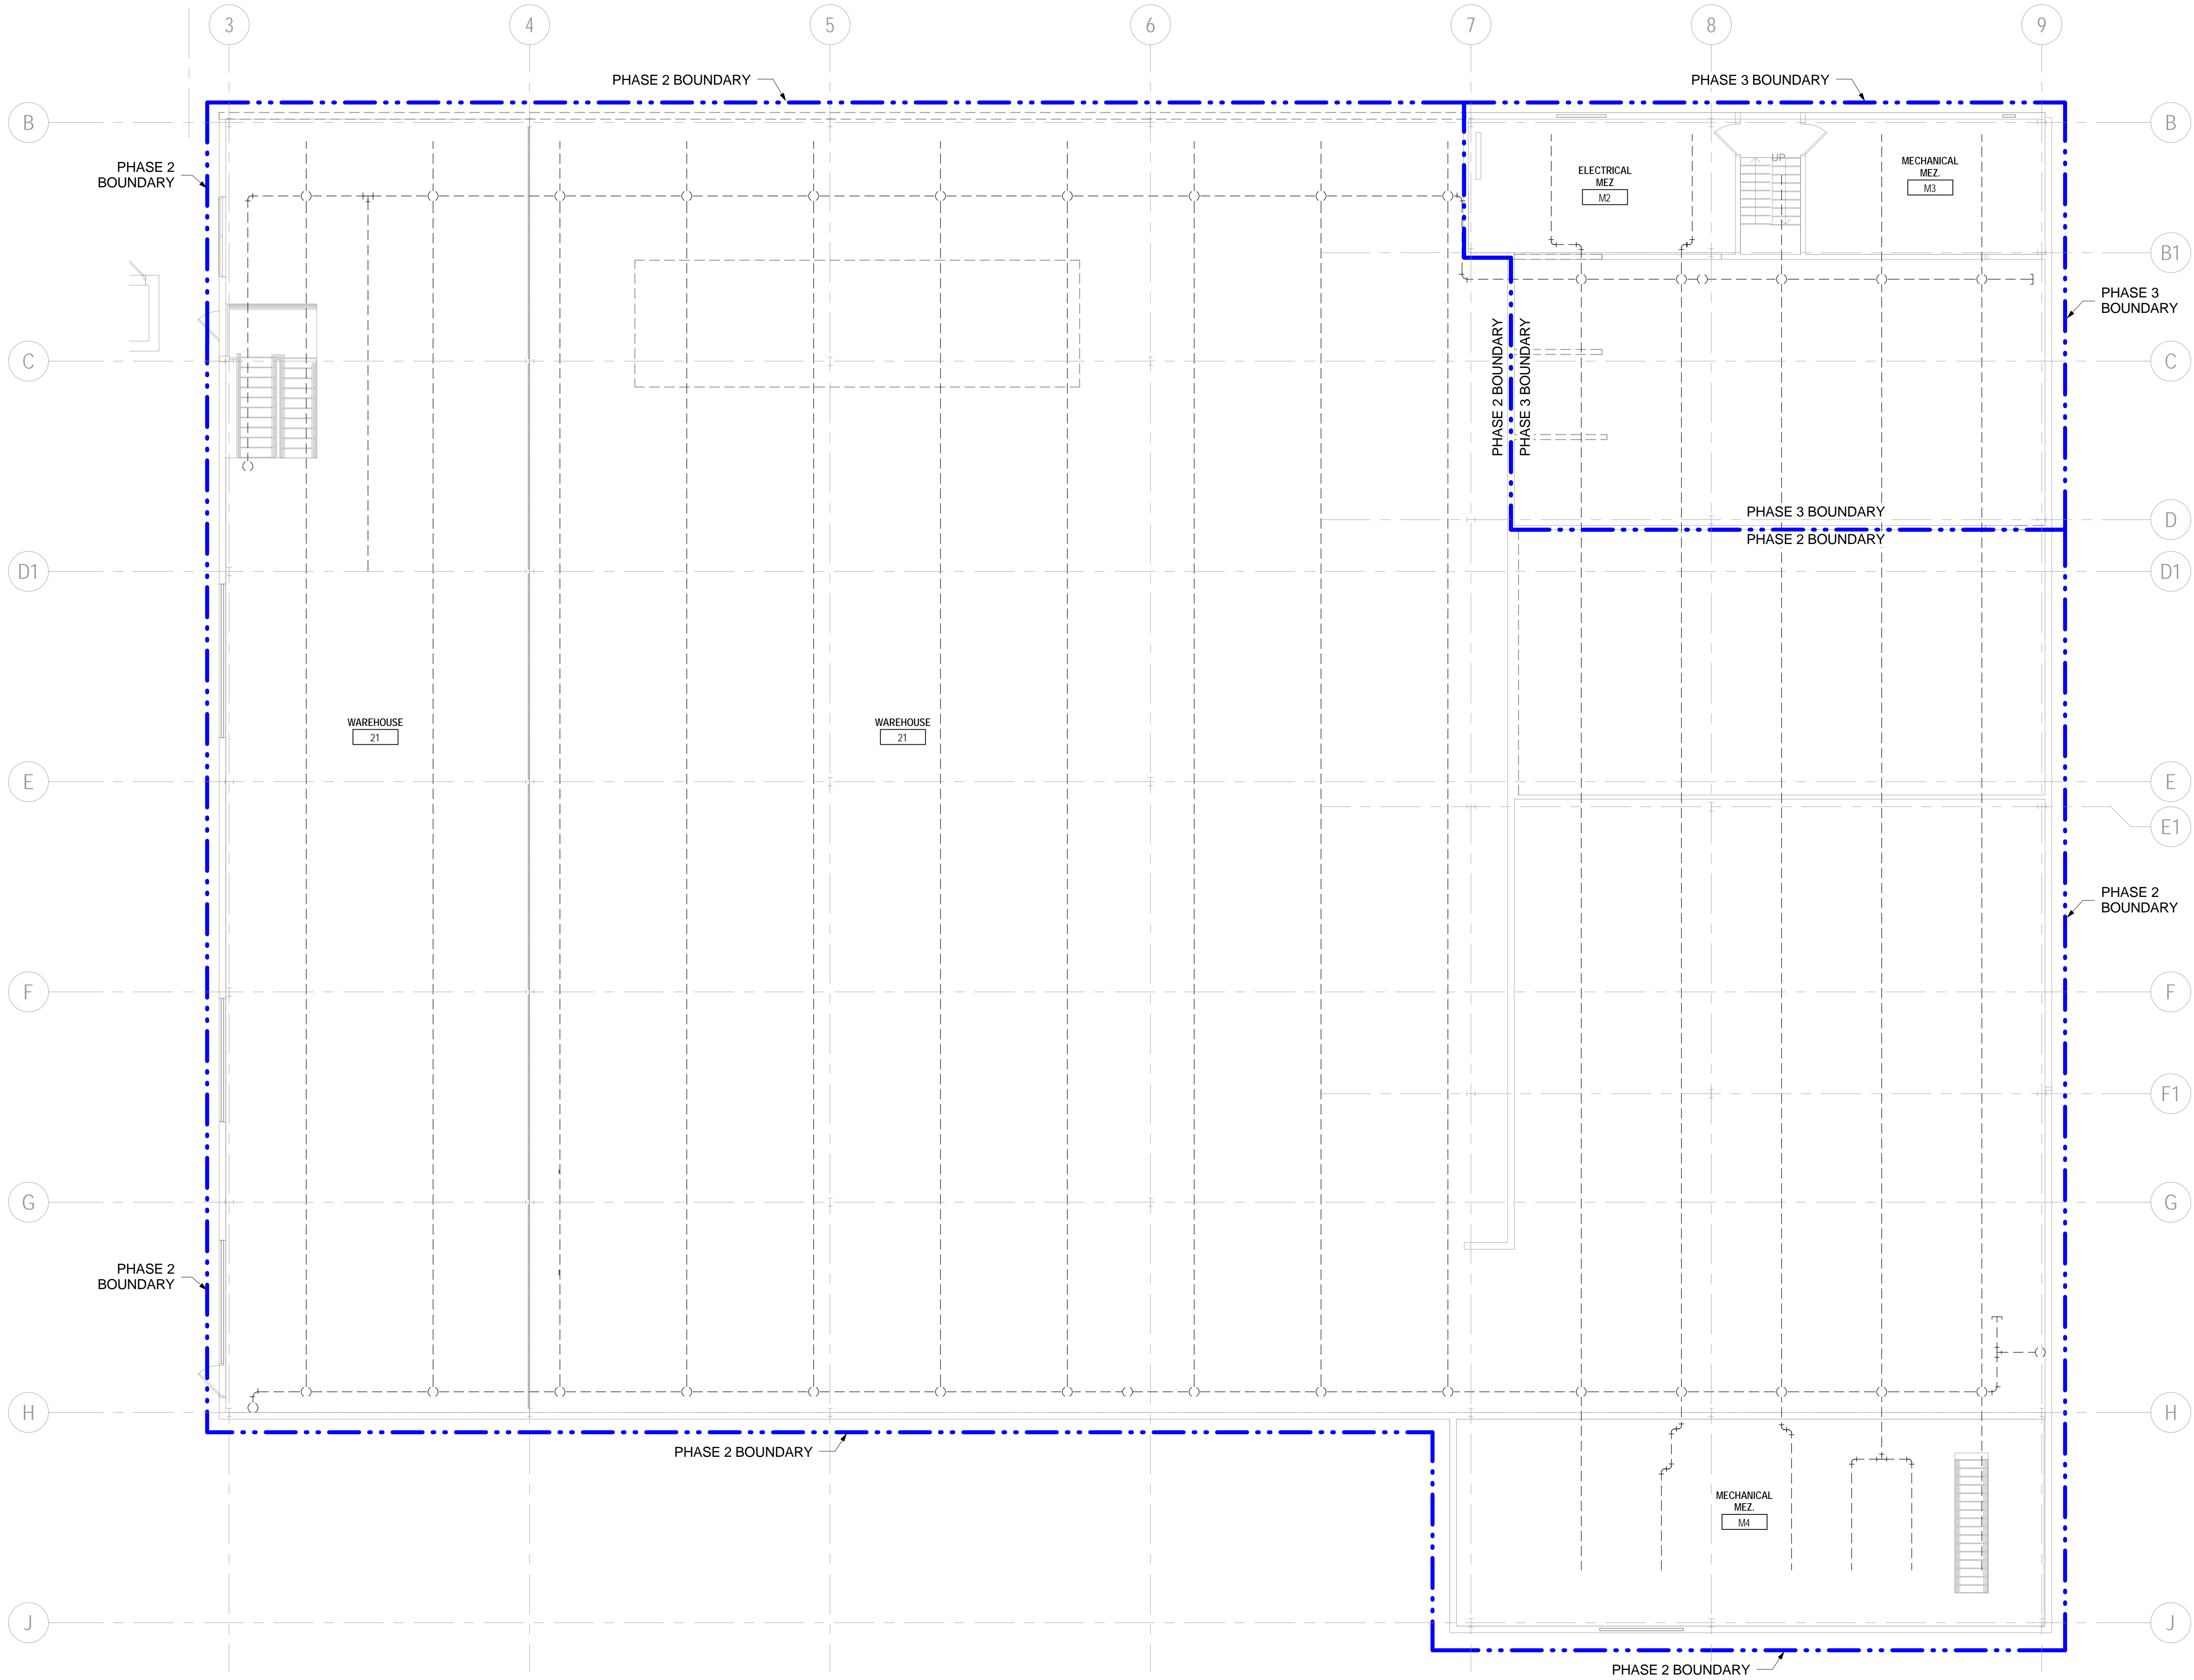 3 4 5 6 7 8 9
PHASE 2 BOUNDARY
PHASE 3 BOUNDARY
B
B
PHASE 2
BOUNDARY
ELECTRICAL
MEZ
M2
UP
MECHANICAL
MEZ.
M3
B1
PHASE 3
BOUNDARY
PHASE 2 BOUNDARY
PHASE 3 BOUNDARY
C
C
PHASE 3 BOUNDARY
D
PHASE 2 BOUNDARY
D1
D1
WAREHOUSE
21
WAREHOUSE
21
E
E
E1
PHASE 2
BOUNDARY
F
F
F1
G
G
PHASE 2
BOUNDARY
H
H
PHASE 2 BOUNDARY
MECHANICAL
MEZ.
M4
J
J
PHASE 2 BOUNDARY